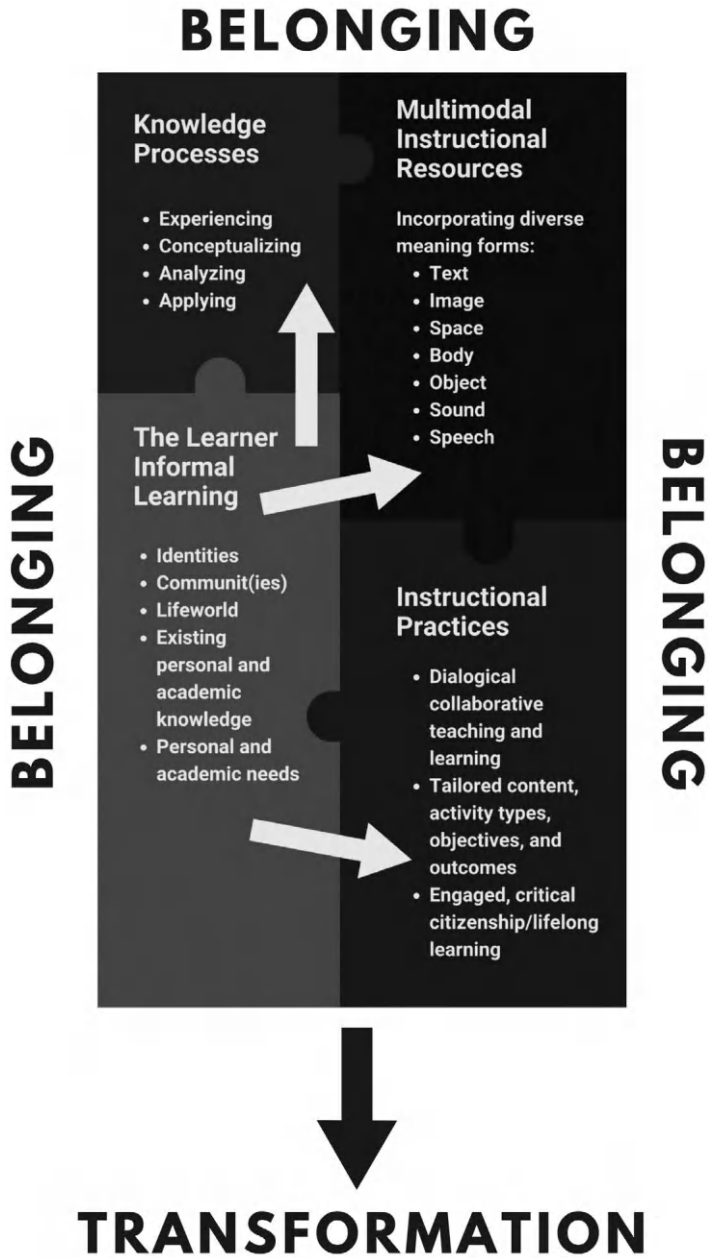 BELONGING
Knowledge
Processes
• Experiencing
• Conceptualizing
• Analyzing
• Applying
Multimodal
Instructional
Resources
Incorporating diverse
meaning forms:
• Text
• Image
• Space
• Body
• Object
• Sound
• Speech
BELONGING
The Learner
Informal
Learning
• Identities
• Communit(ies)
• Lifeworld
• Existing
personal and
academic
knowledge
• Personal and
academic needs
Instructional
Practices
• Dialogical
collaborative
teaching and
learning
• Tailored content,
activity types,
objectives, and
outcomes
• Engaged, critical
citizenship/lifelong
learning
BELONGING
TRANSFORMATION